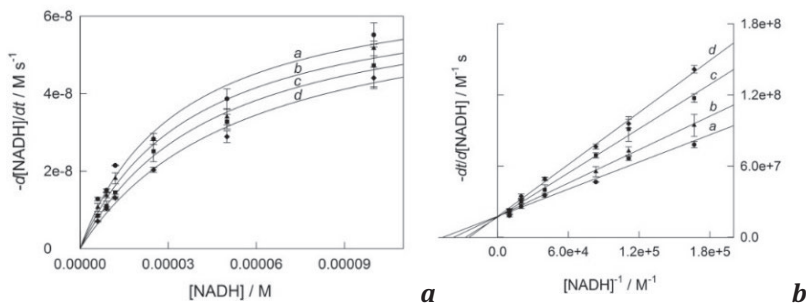 6e-8
4e-8
2e-8
0
-d[NADH]/dt / M s⁻¹
a
b
c
d
0.00000
0.00003
0.00006
0.00009
[NADH] / M
a
1.8e+8
1.2e+8
6.0e+7
0.0
-dt/d[NADH] / M⁻¹ s
d
c
b
a
0.0
6.0e+4
1.2e+5
1.8e+5
[NADH]⁻¹ / M⁻¹
b